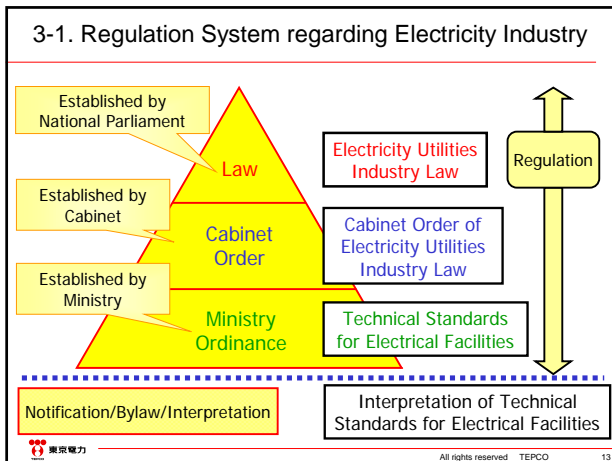 3-1. Regulation System regarding Electricity Industry
Established by
National Parliament
Law
Electricity Utilities
Industry Law
Regulation
Established by
Cabinet
Cabinet
Order
Cabinet Order of
Electricity Utilities
Industry Law
Established by
Ministry
Ministry
Ordinance
Technical Standards
for Electrical Facilities
Notification/Bylaw/Interpretation
Interpretation of Technical
Standards for Electrical Facilities
TEPCO
東京電力
All rights reserved TEPCO 13